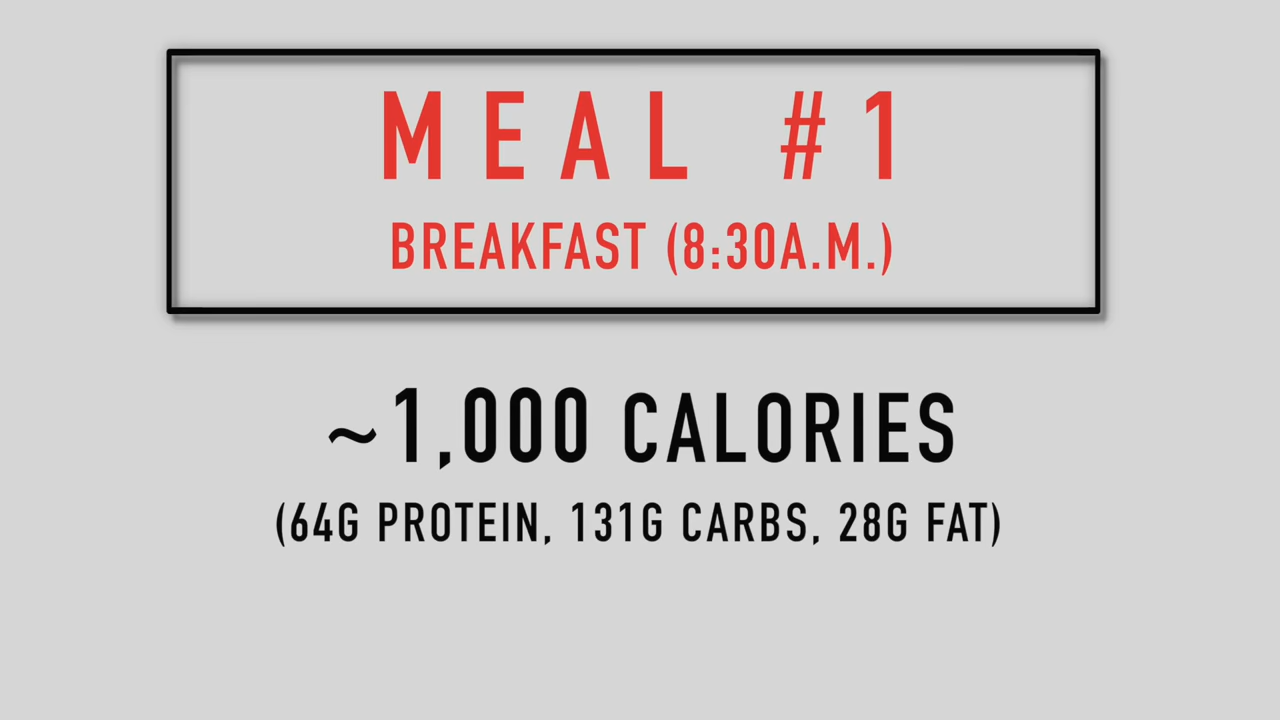 MEAL #1
BREAKFAST (8:30A.M.)
~1,000 CALORIES
(64G PROTEIN, 131G CARBS, 28G FAT)